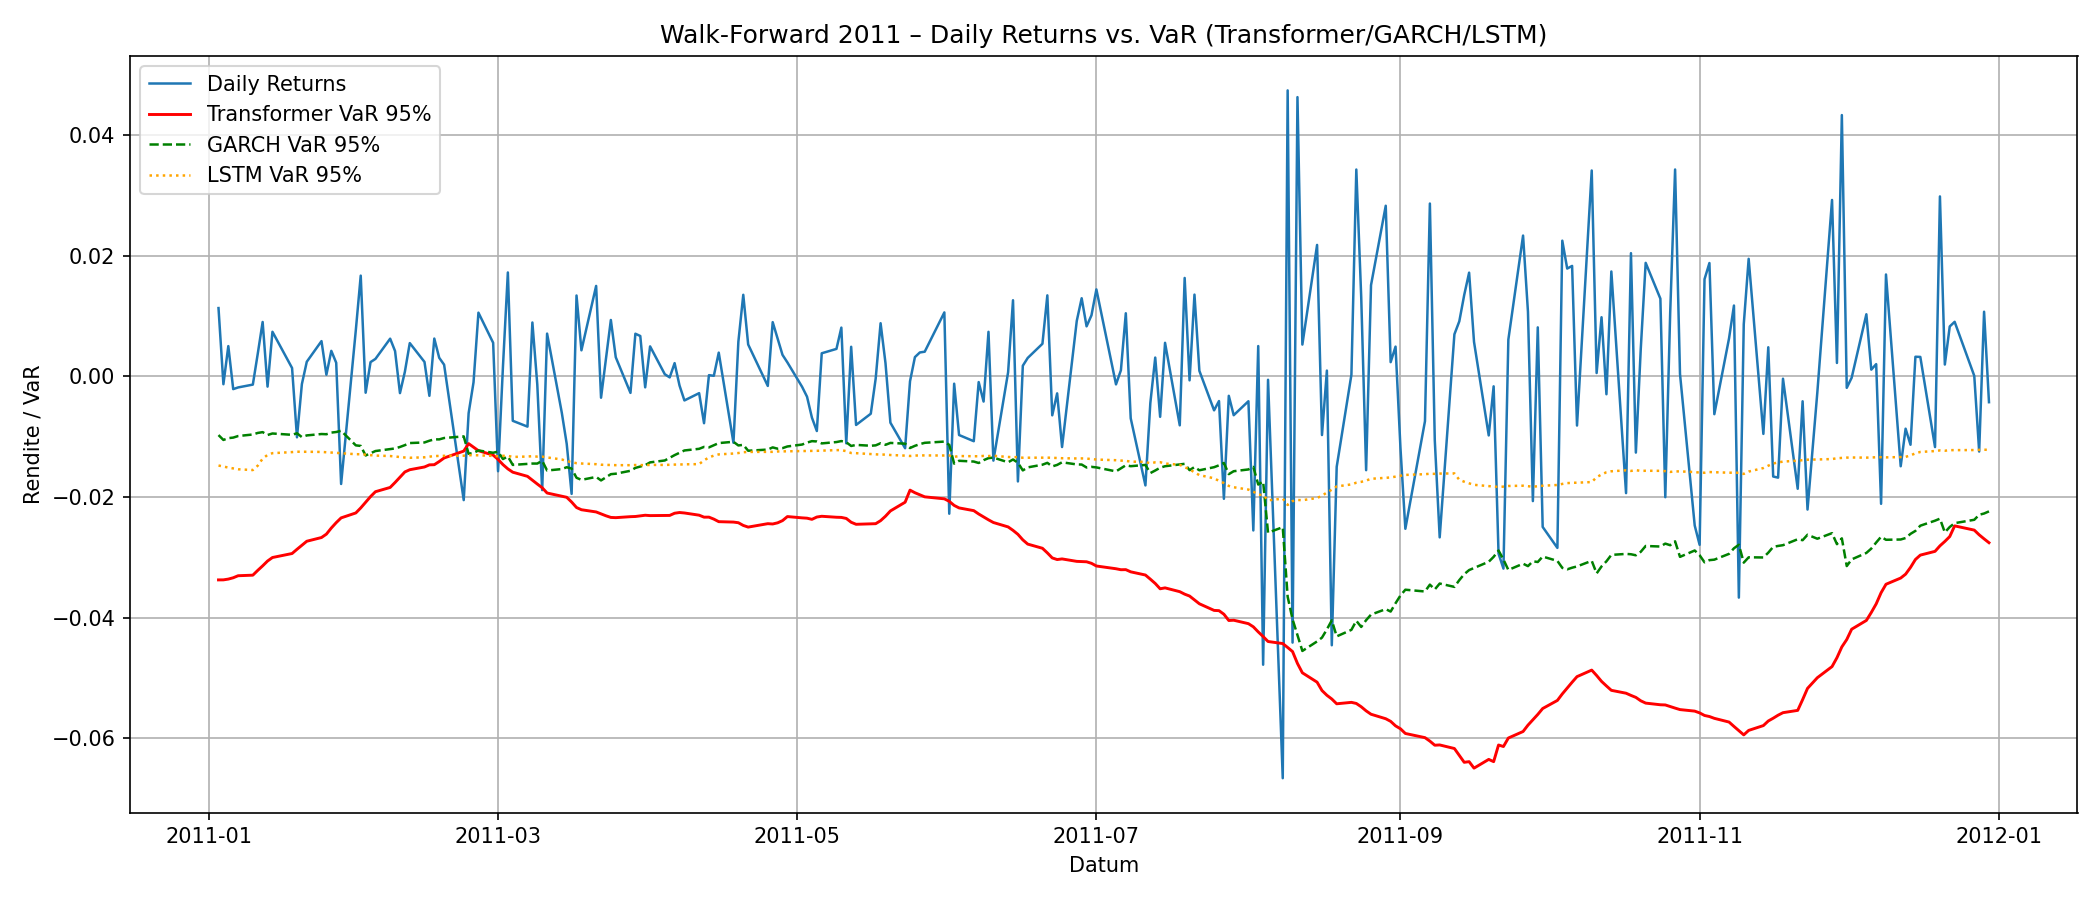 Walk-Forward 2011 – Daily Returns vs. VaR (Transformer/GARCH/LSTM)
Daily Returns
Transformer VaR 95%
GARCH VaR 95%
LSTM VaR 95%
0.04
0.02
0.00
−0.02
−0.04
−0.06
Rendite / VaR
2011-01 2011-03 2011-05 2011-07 2011-09 2011-11 2012-01
Datum